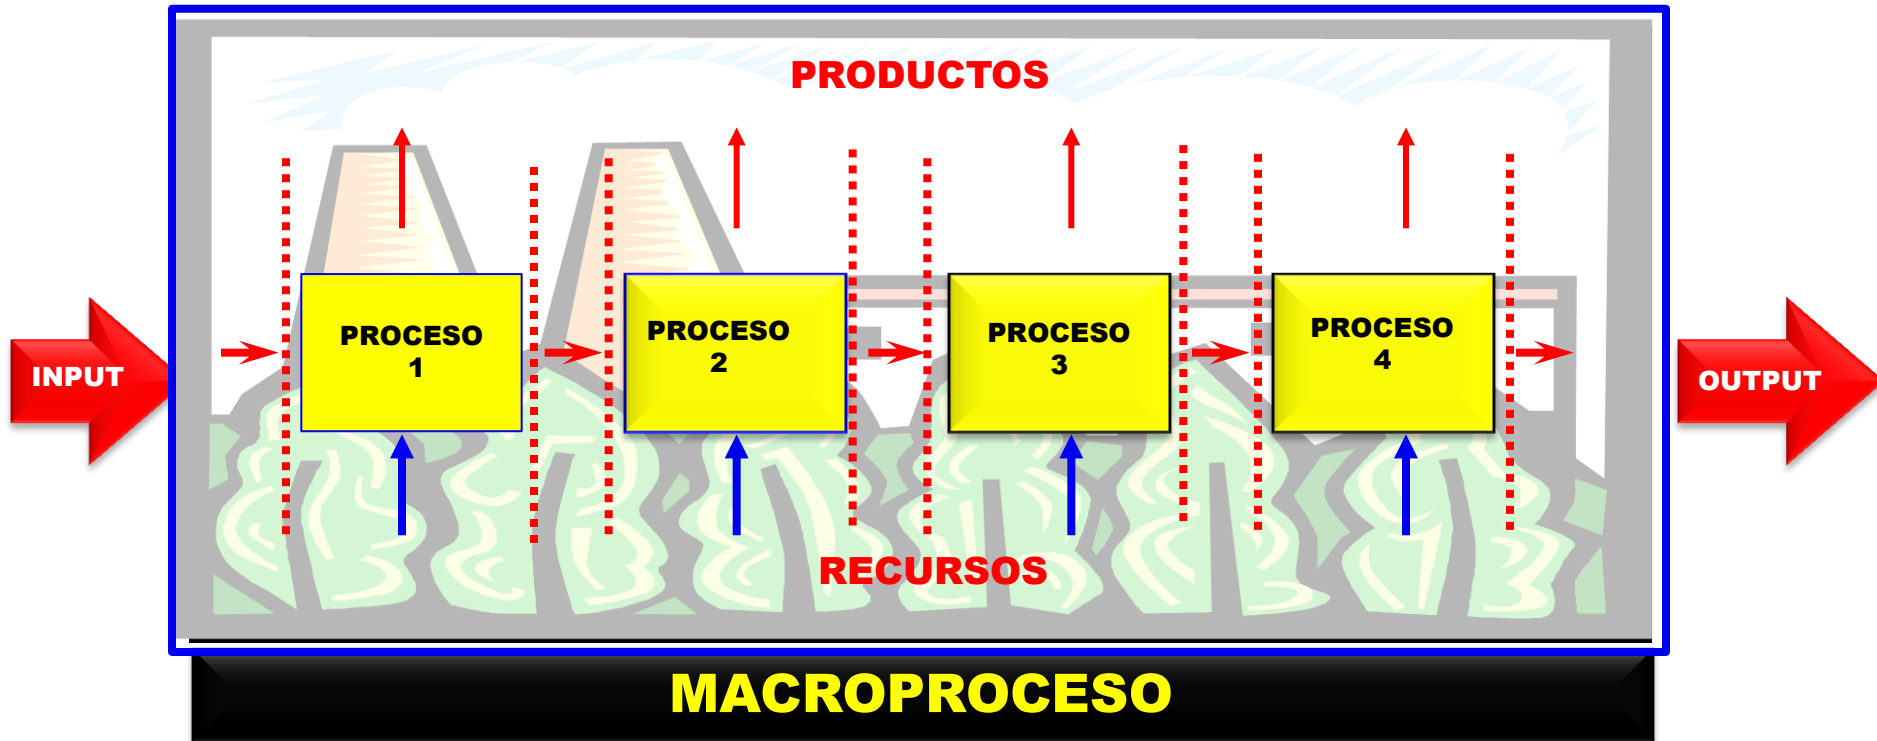 PRODUCTOS
INPUT
PROCESO
1
PROCESO
2
PROCESO
3
PROCESO
4
OUTPUT
RECURSOS
MACROPROCESO